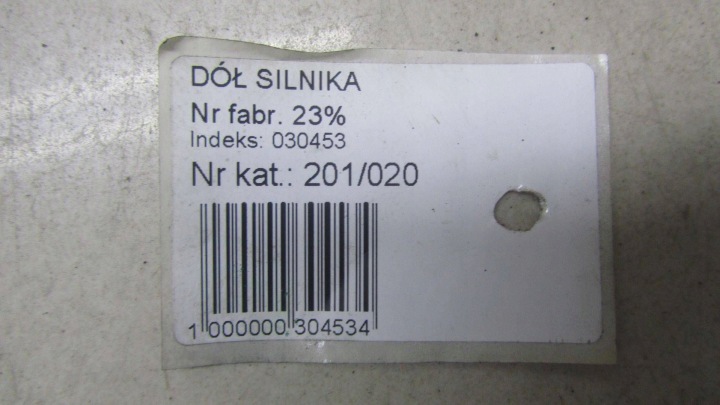 DÓŁ SILNIKA
Nr fabr. 23%
Indeks: 030453
Nr kat.: 201/020
1 000000 304534